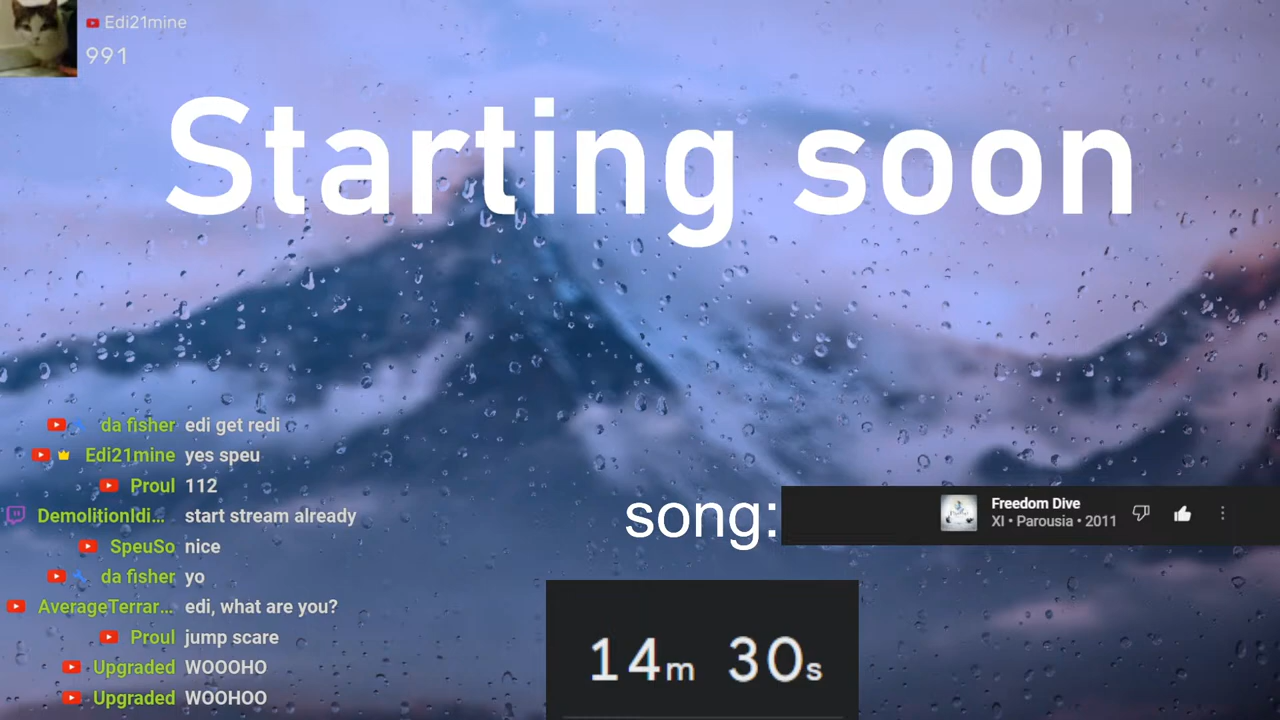 Edi21mine
991
Starting soon
da fisher edi get redi
Edi21mine yes speu
Proul 112
DemolitionIdi... start stream already
SpeuSo nice
da fisher yo
AverageTerrar... edi, what are you?
Proul jump scare
Upgraded WOOOHO
Upgraded WOOHOO
song:
Freedom Dive
XI • Parousia • 2011
14m 30s